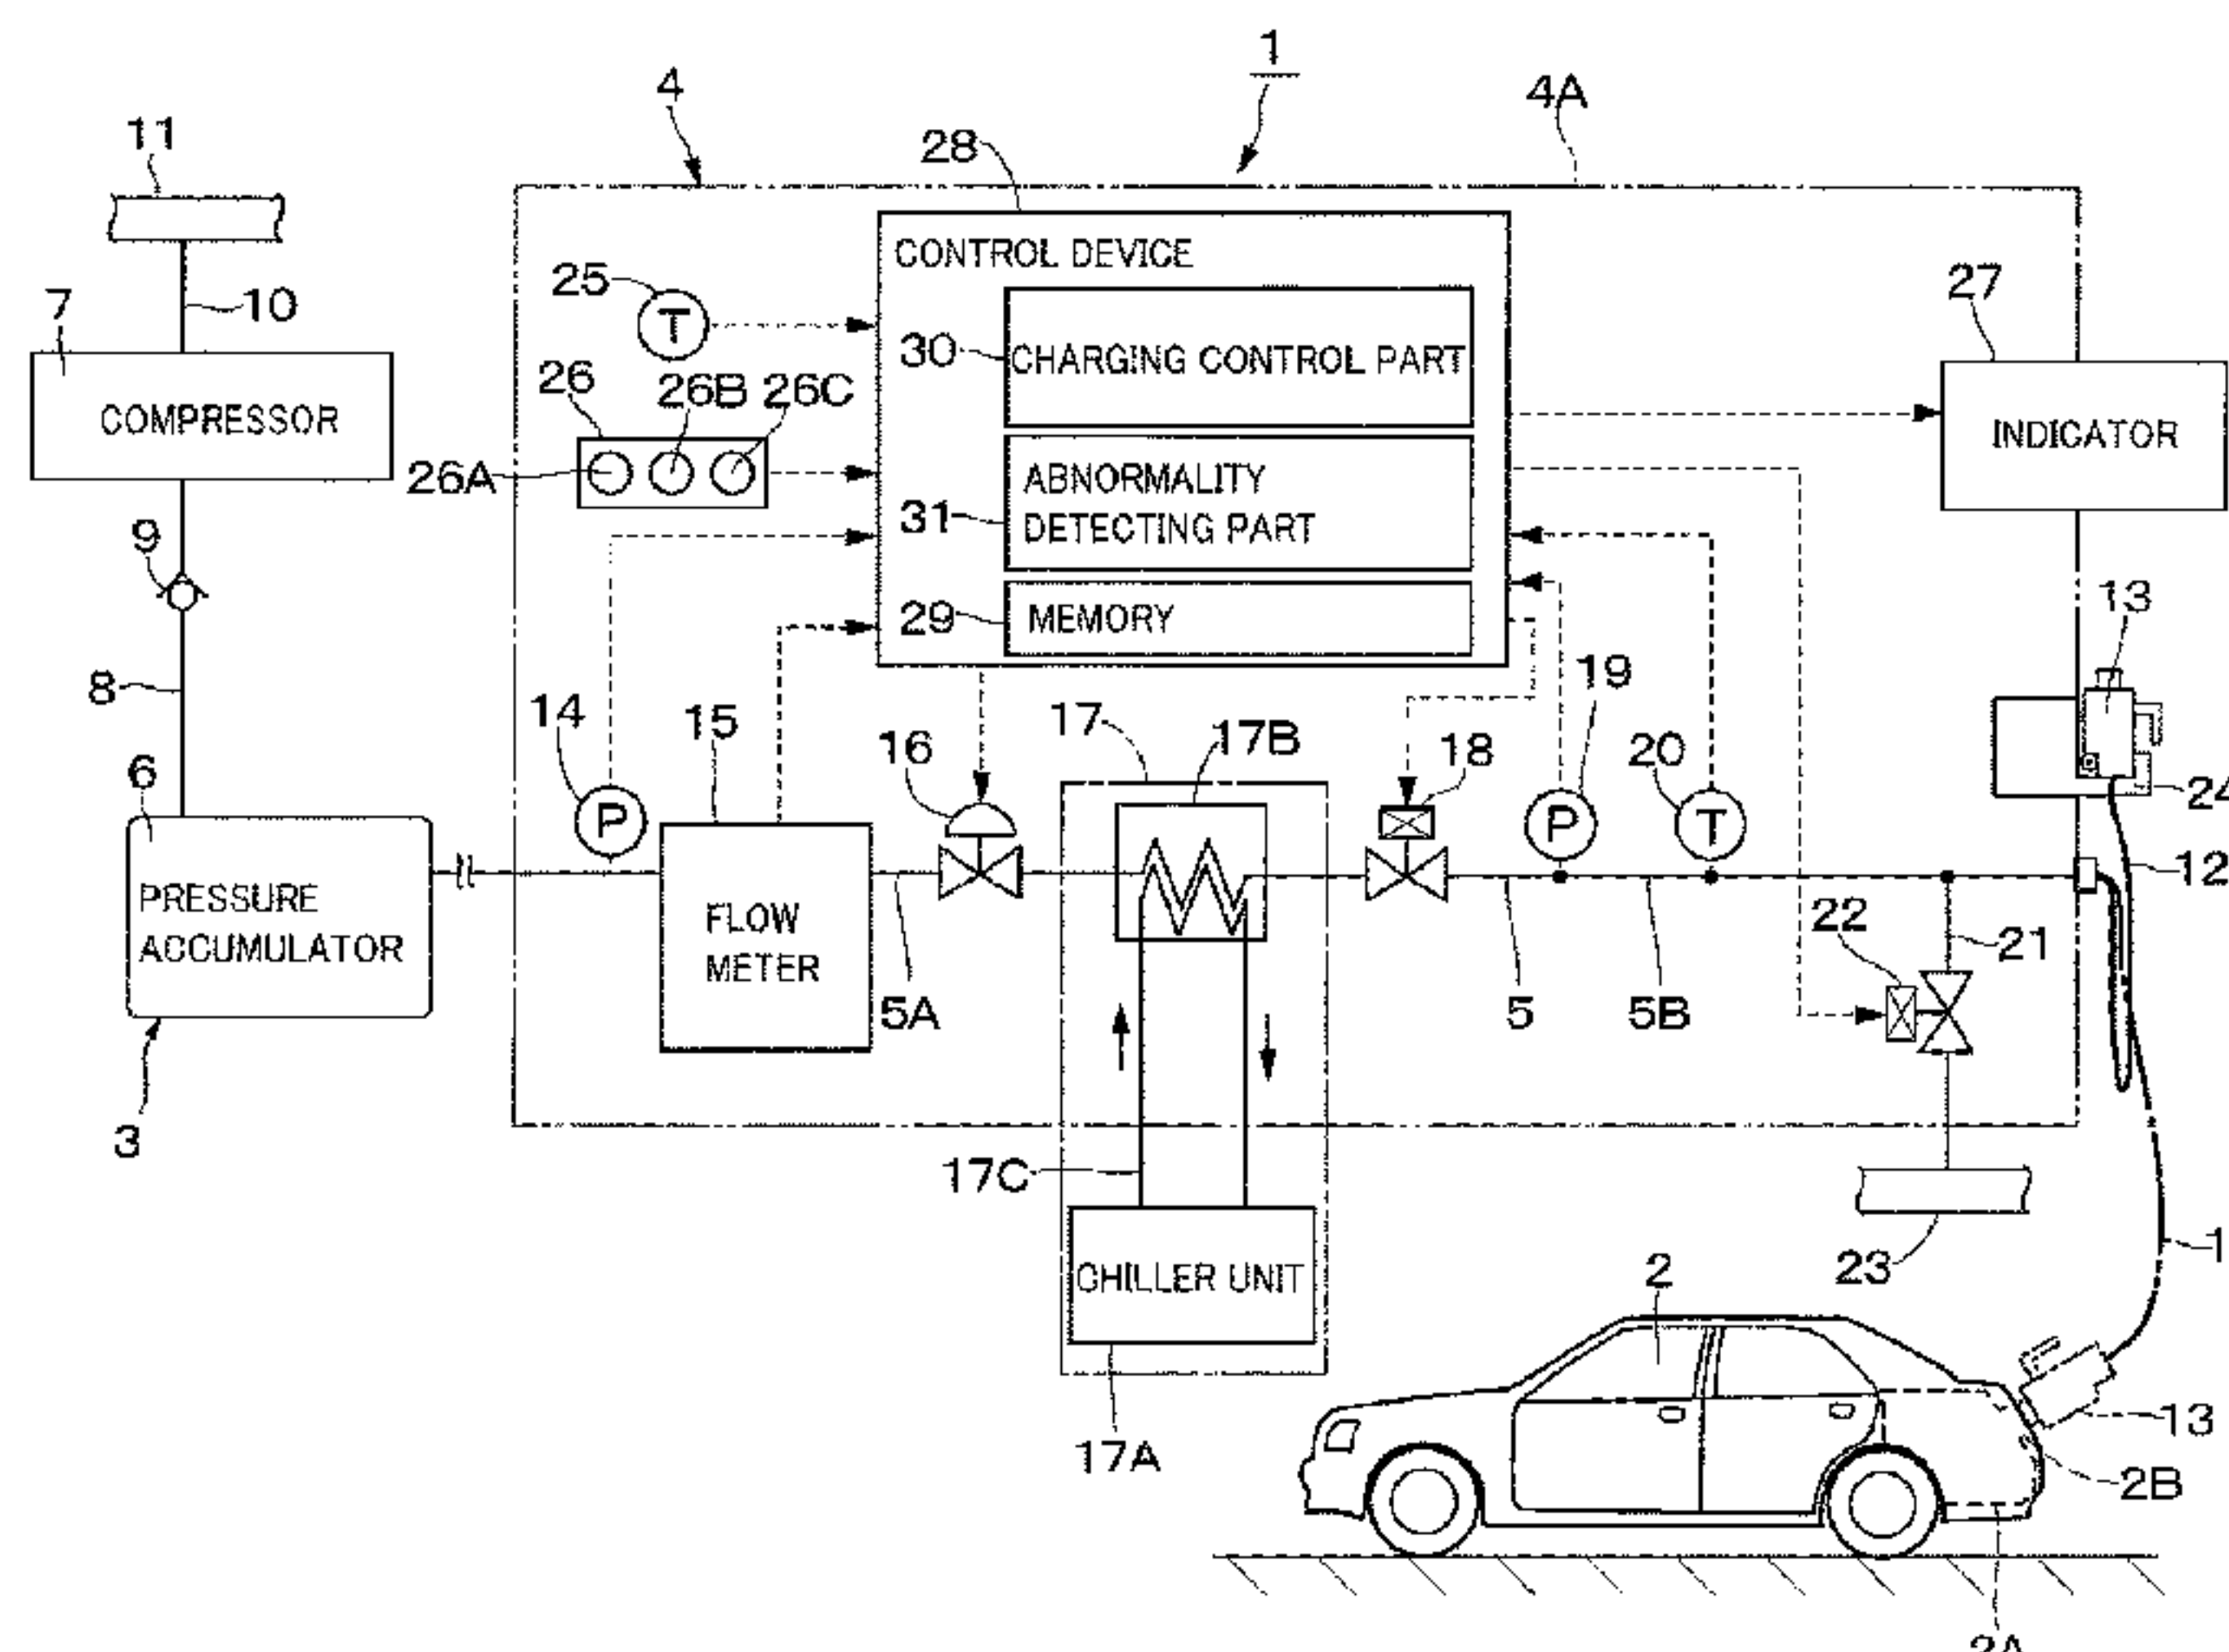 1
4
4A
11
28
CONTROL DEVICE
25
T
27
7
10
30
CHARGING CONTROL PART
26
26B
26C
COMPRESSOR
INDICATOR
26A
ABNORMALITY
31
DETECTING PART
9
13
29
MEMORY
8
14
15
16
17
17B
18
19
20
6
P
P
T
24
12
PRESSURE
ACCUMULATOR
FLOW
METER
22
21
5A
5
5B
3
17C
23
1
2
CHILLER UNIT
13
17A
2B
2A